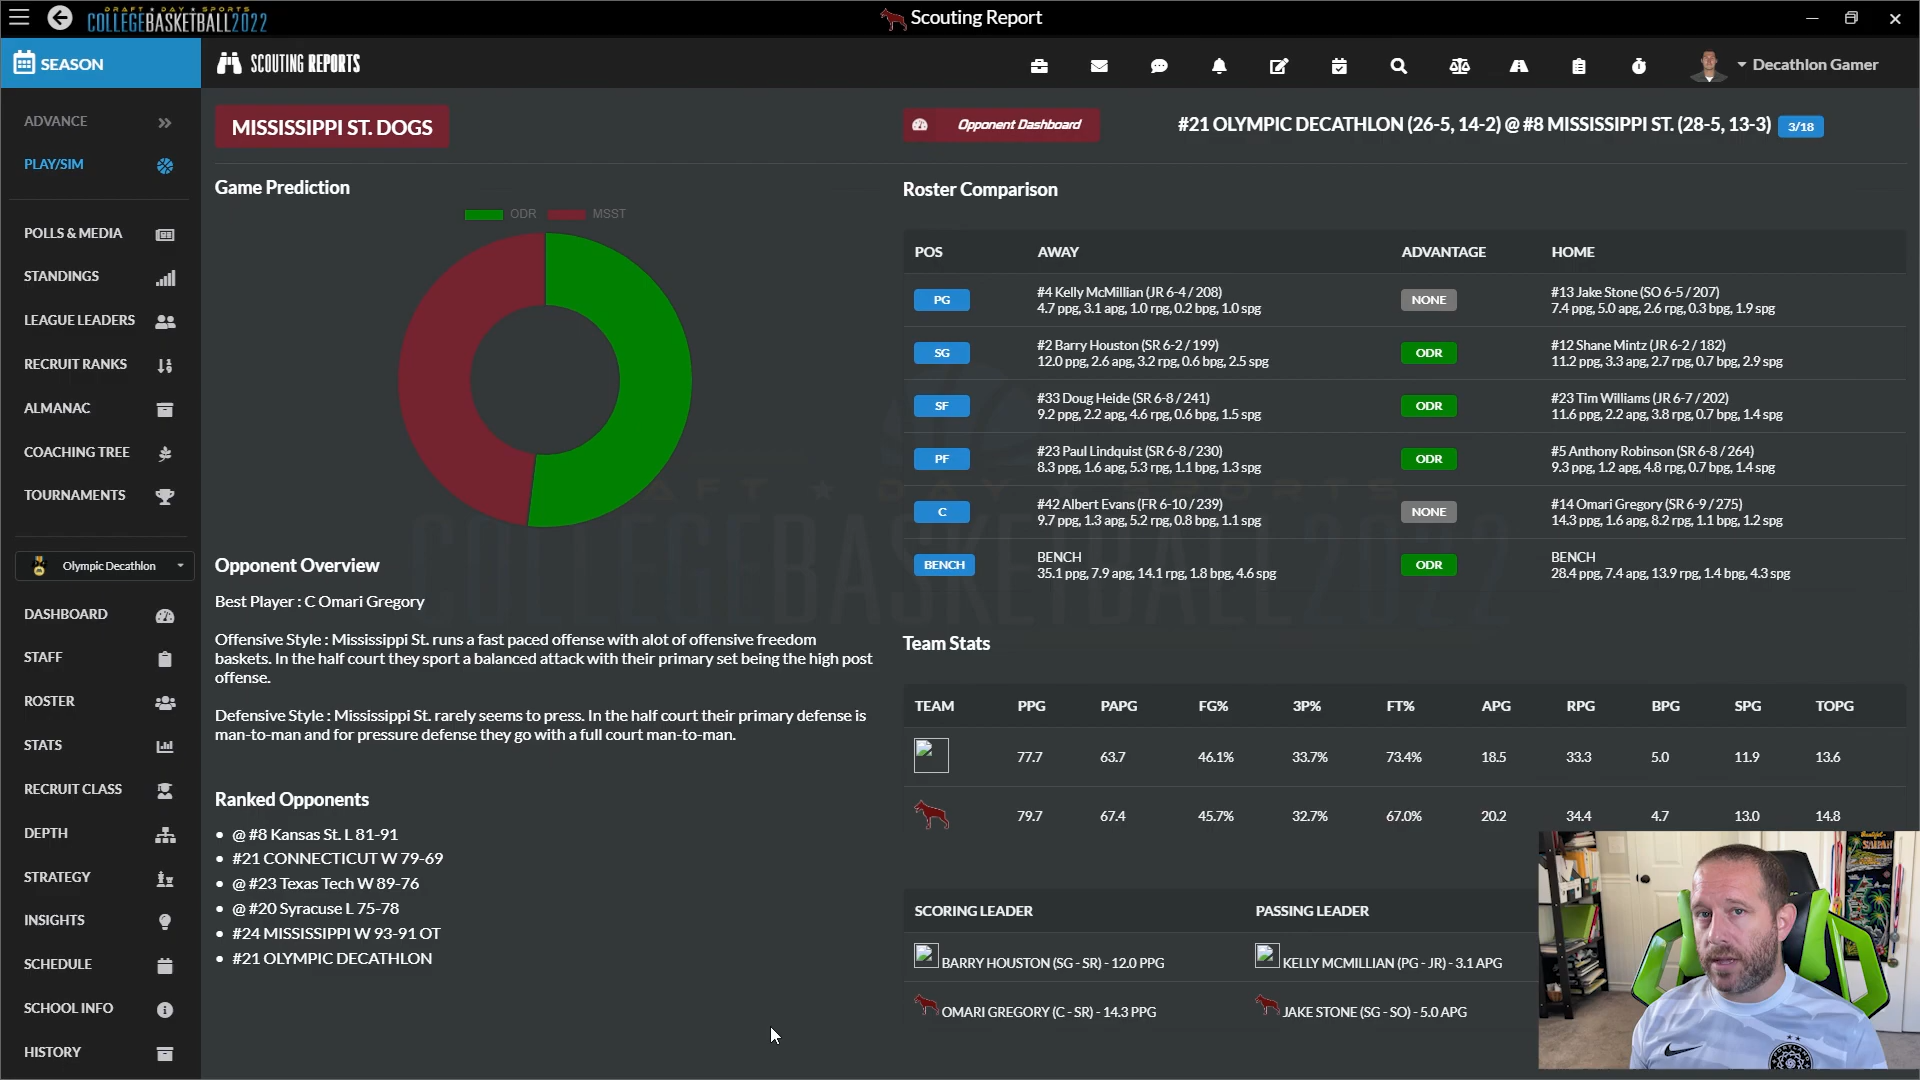 DRAFT ★ DAY ★ SPORTS
COLLEGE BASKETBALL 2022
Scouting Report
SEASON
SCOUTING REPORTS
Decathlon Gamer
ADVANCE
PLAY/SIM
POLLS & MEDIA
STANDINGS
LEAGUE LEADERS
RECRUIT RANKS
ALMANAC
COACHING TREE
TOURNAMENTS
Olympic Decathlon
DASHBOARD
STAFF
ROSTER
STATS
RECRUIT CLASS
DEPTH
STRATEGY
INSIGHTS
SCHEDULE
SCHOOL INFO
HISTORY
MISSISSIPPI ST. DOGS
Opponent Dashboard
#21 OLYMPIC DECATHLON (26-5, 14-2) @ #8 MISSISSIPPI ST. (28-5, 13-3) 3/18
Game Prediction
ODR MSST
Opponent Overview
Best Player : C Omari Gregory
Offensive Style : Mississippi St. runs a fast paced offense with alot of offensive freedom
baskets. In the half court they sport a balanced attack with their primary set being the high post
offense.
Defensive Style : Mississippi St. rarely seems to press. In the half court their primary defense is
man-to-man and for pressure defense they go with a full court man-to-man.
Ranked Opponents
• @ #8 Kansas St. L 81-91
• #21 CONNECTICUT W 79-69
• @ #23 Texas Tech W 89-76
• @ #20 Syracuse L 75-78
• #24 MISSISSIPPI W 93-91 OT
• #21 OLYMPIC DECATHLON
Roster Comparison
POS AWAY ADVANTAGE HOME
PG #4 Kelly McMillian (JR 6-4 / 208) NONE #13 Jake Stone (SO 6-5 / 207)
4.7 ppg, 3.1 apg, 1.0 rpg, 0.2 bpg, 1.0 spg 7.4 ppg, 5.0 apg, 2.6 rpg, 0.3 bpg, 1.9 spg
SG #2 Barry Houston (SR 6-2 / 199) ODR #12 Shane Mintz (JR 6-2 / 182)
12.0 ppg, 2.6 apg, 3.2 rpg, 0.6 bpg, 2.5 spg 11.2 ppg, 3.3 apg, 2.7 rpg, 0.7 bpg, 2.9 spg
SF #33 Doug Heide (SR 6-8 / 241) ODR #23 Tim Williams (JR 6-7 / 202)
9.2 ppg, 2.2 apg, 4.6 rpg, 0.6 bpg, 1.5 spg 11.6 ppg, 2.2 apg, 3.8 rpg, 0.7 bpg, 1.4 spg
PF #23 Paul Lindquist (SR 6-8 / 230) ODR #5 Anthony Robinson (SR 6-8 / 264)
8.3 ppg, 1.6 apg, 5.3 rpg, 1.1 bpg, 1.3 spg 9.3 ppg, 1.2 apg, 4.8 rpg, 0.7 bpg, 1.4 spg
C #42 Albert Evans (FR 6-10 / 239) NONE #14 Omari Gregory (SR 6-9 / 275)
9.7 ppg, 1.3 apg, 5.2 rpg, 0.8 bpg, 1.1 spg 14.3 ppg, 1.6 apg, 8.2 rpg, 1.1 bpg, 1.2 spg
BENCH BENCH ODR BENCH
35.1 ppg, 7.9 apg, 14.1 rpg, 1.8 bpg, 4.6 spg 28.4 ppg, 7.4 apg, 13.9 rpg, 1.4 bpg, 4.3 spg
Team Stats
TEAM PPG PAPG FG% 3P% FT% APG RPG BPG SPG TOPG
77.7 63.7 46.1% 33.7% 73.4% 18.5 33.3 5.0 11.9 13.6
79.7 67.4 45.7% 32.7% 67.0% 20.2 34.4 4.7 13.0 14.8
SCORING LEADER PASSING LEADER
BARRY HOUSTON (SG - SR) - 12.0 PPG KELLY MCMILLIAN (PG - JR) - 3.1 APG
OMARI GREGORY (C - SR) - 14.3 PPG JAKE STONE (SG - SO) - 5.0 APG
DRAFT ★ DAY ★ SPORTS
COLLEGE BASKETBALL 2022
SAIPAN